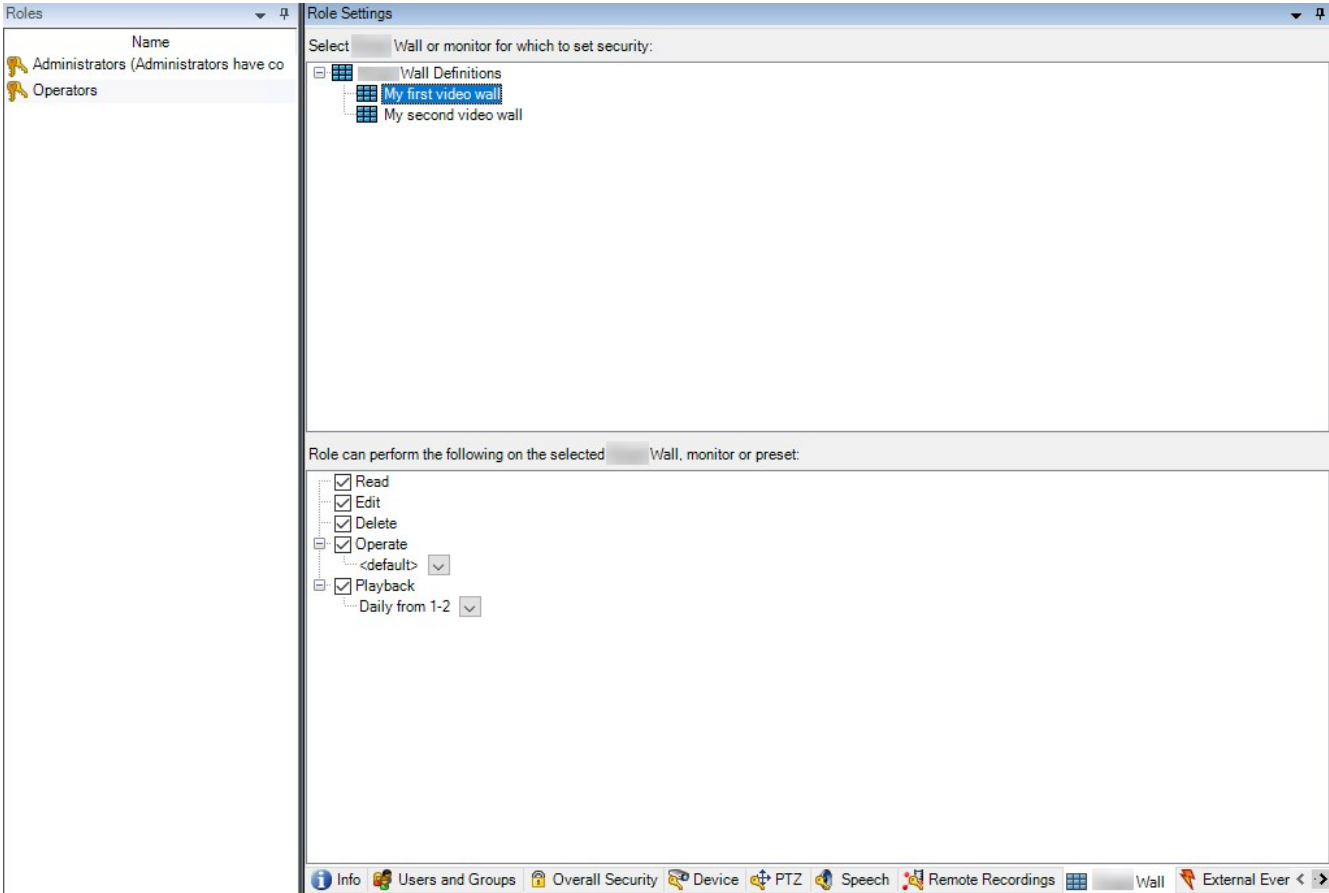 Roles
Name
Administrators (Administrators have co
Operators
Role Settings
Select Wall or monitor for which to set security:
Wall Definitions
My first video wall
My second video wall
Role can perform the following on the selected Wall, monitor or preset:
Read
Edit
Delete
Operate
<default>
Playback
Daily from 1-2
Info Users and Groups Overall Security Device PTZ Speech Remote Recordings Wall External Ever